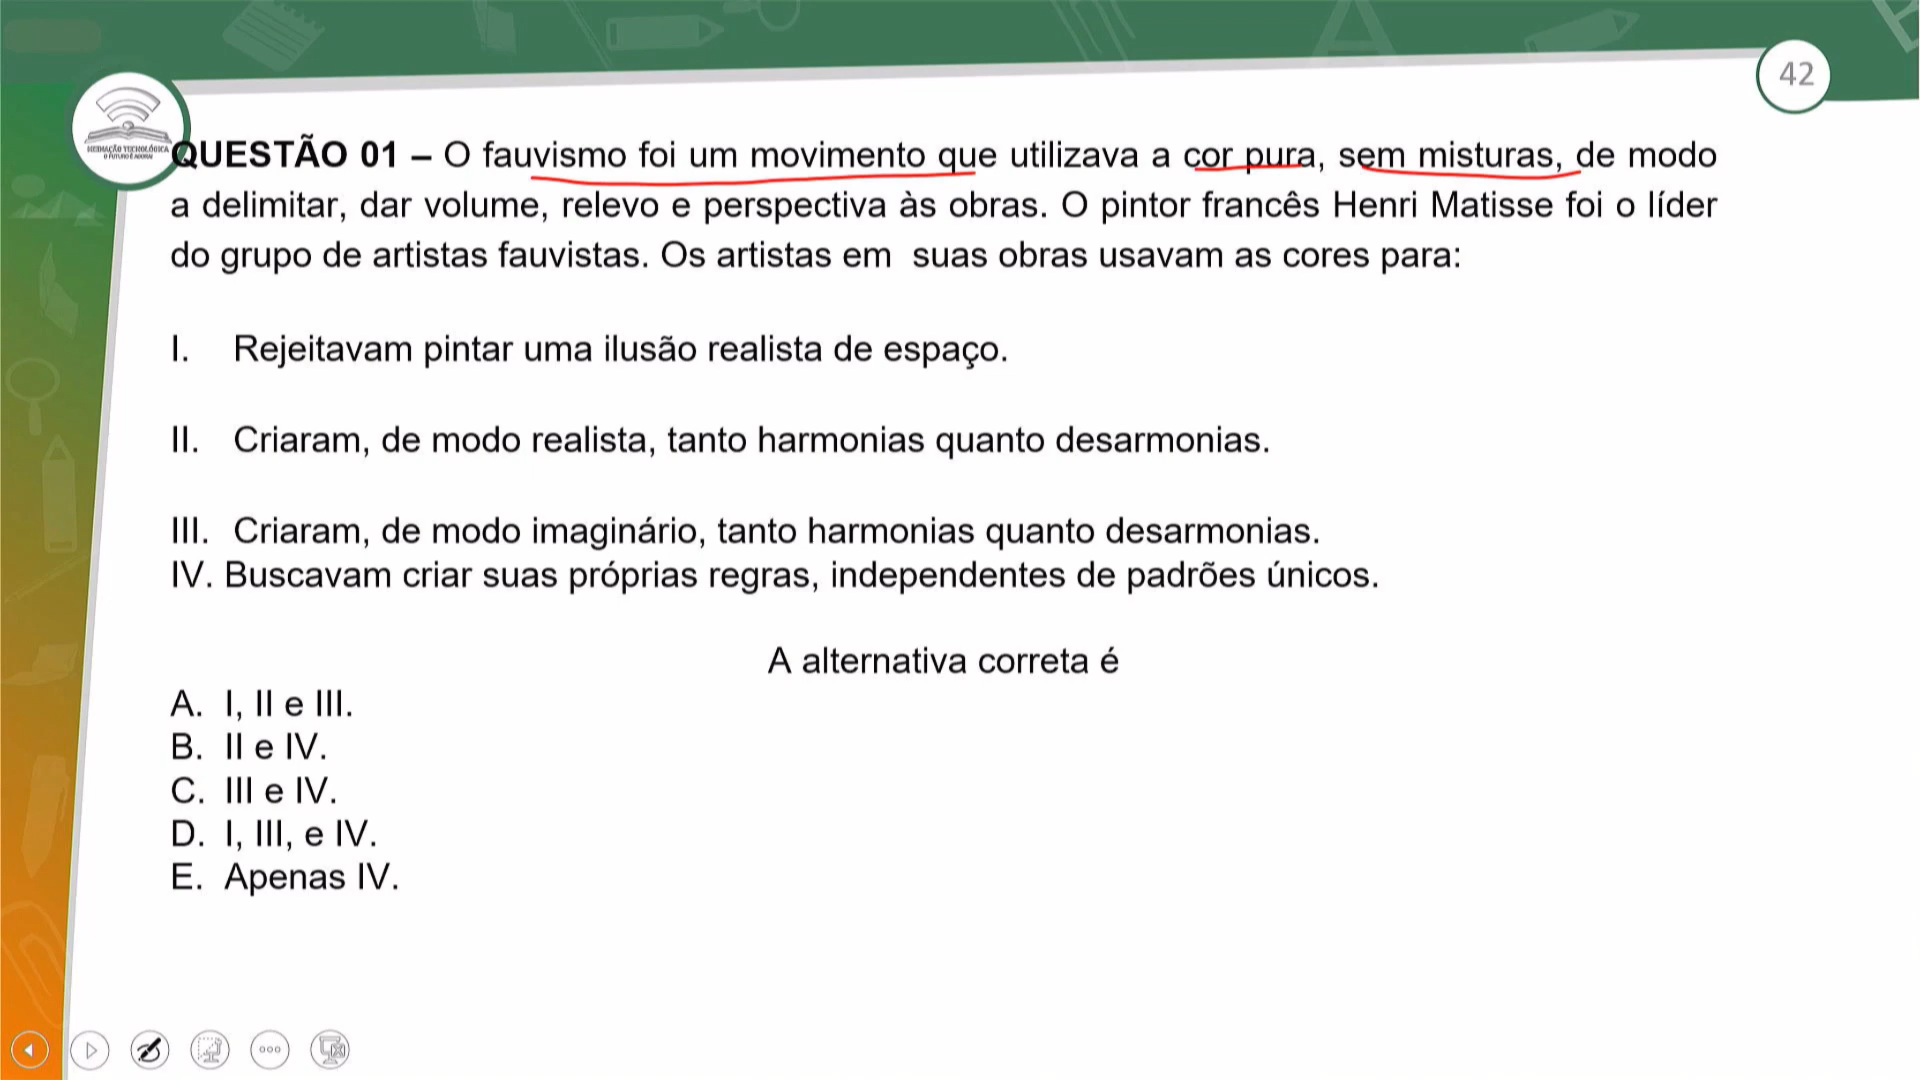 42
MEDIAÇÃO TECNOLÓGICA
O FUTURO É AGORA!
QUESTÃO 01 – O fauvismo foi um movimento que utilizava a cor pura, sem misturas, de modo
a delimitar, dar volume, relevo e perspectiva às obras. O pintor francês Henri Matisse foi o líder
do grupo de artistas fauvistas. Os artistas em suas obras usavam as cores para:
I. Rejeitavam pintar uma ilusão realista de espaço.
II. Criaram, de modo realista, tanto harmonias quanto desarmonias.
III. Criaram, de modo imaginário, tanto harmonias quanto desarmonias.
IV. Buscavam criar suas próprias regras, independentes de padrões únicos.
A alternativa correta é
A. I, II e III.
B. II e IV.
C. III e IV.
D. I, III, e IV.
E. Apenas IV.